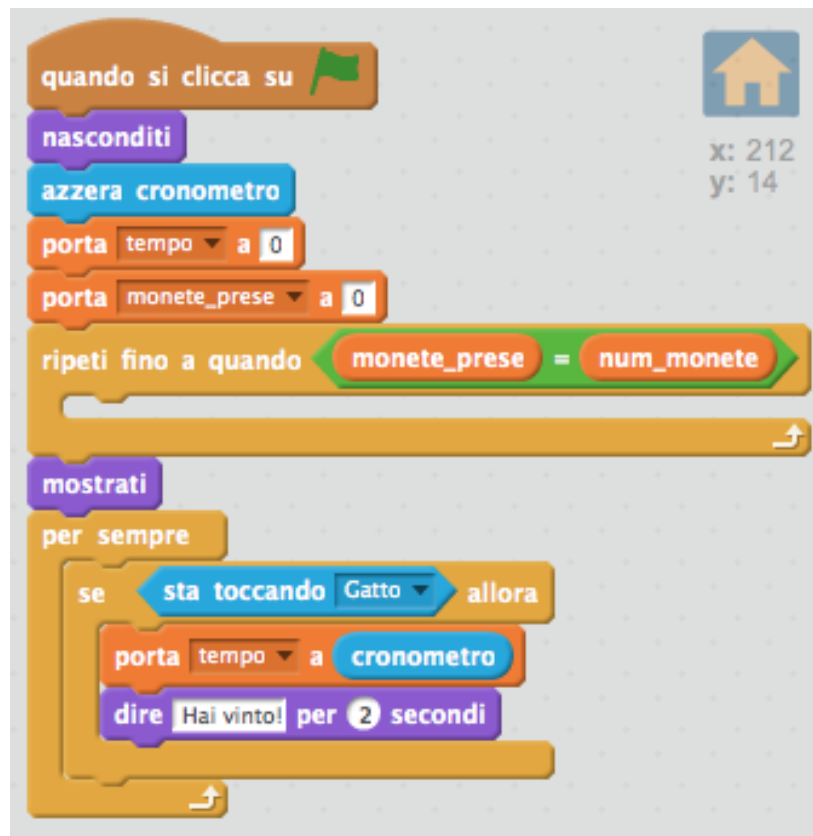 quando si clicca su
nasconditi
x: 212
y: 14
azzera cronometro
porta tempo a 0
porta monete_prese a 0
ripeti fino a quando monete_prese = num_monete
mostrati
per sempre
se sta toccando Gatto allora
porta tempo a cronometro
dire Hai vinto! per 2 secondi